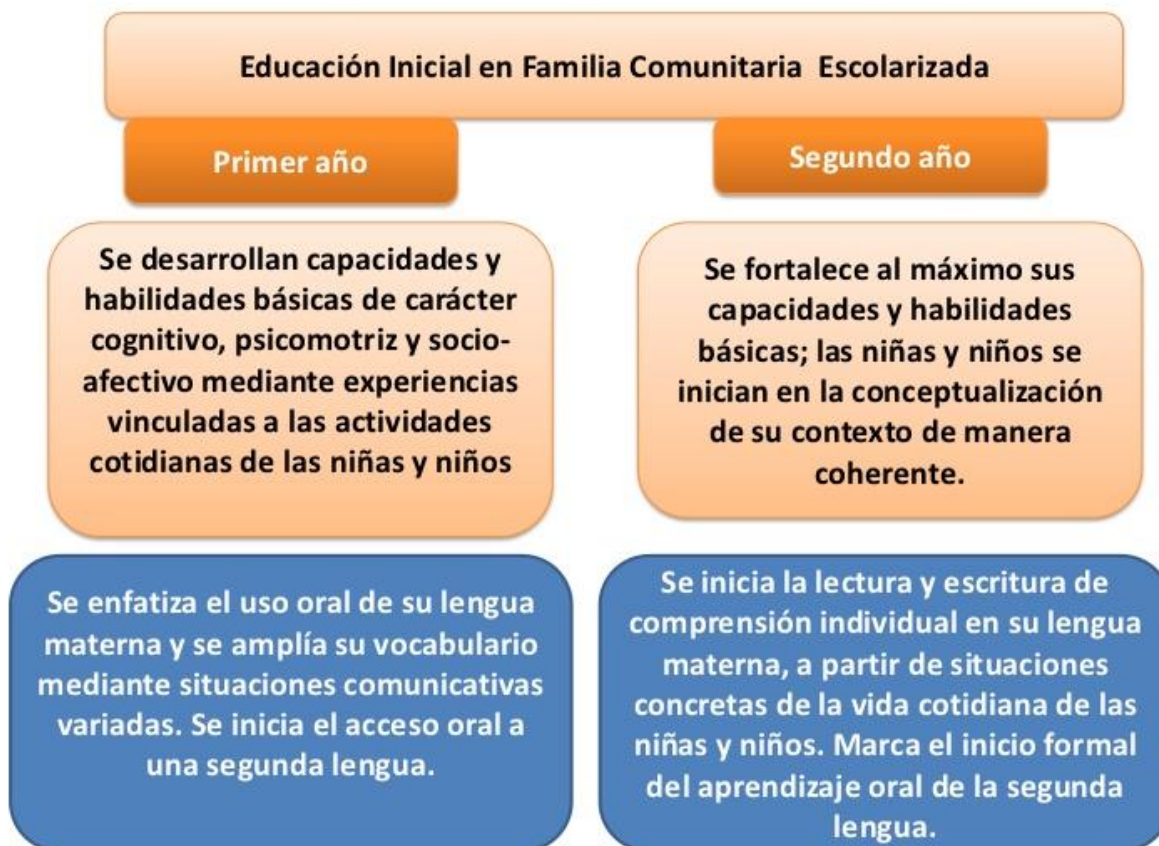 Educación Inicial en Familia Comunitaria Escolarizada
Primer año
Segundo año
Se desarrollan capacidades y
habilidades básicas de carácter
cognitivo, psicomotriz y socio-
afectivo mediante experiencias
vinculadas a las actividades
cotidianas de las niñas y niños
Se fortalece al máximo sus
capacidades y habilidades
básicas; las niñas y niños se
inician en la conceptualización
de su contexto de manera
coherente.
Se enfatiza el uso oral de su lengua
materna y se amplía su vocabulario
mediante situaciones comunicativas
variadas. Se inicia el acceso oral a
una segunda lengua.
Se inicia la lectura y escritura de
comprensión individual en su lengua
materna, a partir de situaciones
concretas de la vida cotidiana de las
niñas y niños. Marca el inicio formal
del aprendizaje oral de la segunda
lengua.